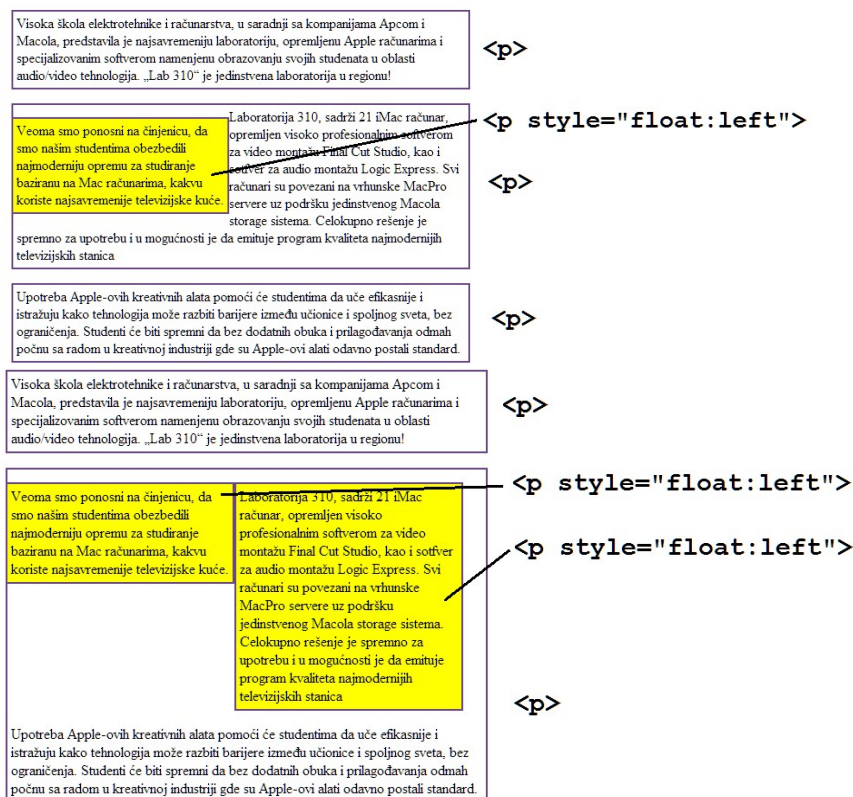 Visoka škola elektrotehnike i računarstva, u saradnji sa kompanijama Apcom i
Macola, predstavila je najsavremeniju laboratoriju, opremljenu Apple računarima i
specijalizovanim softverom namenjenu obrazovanju svojih studenata u oblasti
audio/video tehnologija. „Lab 310“ je jedinstvena laboratorija u regionu!
<p>
Veoma smo ponosni na činjenicu, da
smo našim studentima obezbedili
najmoderniju opremu za studiranje
baziranu na Mac računarima, kakvu
koriste najsavremenije televizijske kuće.
<p style="float:left">
Laboratorija 310, sadrži 21 iMac računar,
opremljen visoko profesionalnim softverom
za video montažu Final Cut Studio, kao i
sotfver za audio montažu Logic Express. Svi
računari su povezani na vrhunske MacPro
servere uz podršku jedinstvenog Macola
storage sistema. Celokupno rešenje je
spremno za upotrebu i u mogućnosti je da emituje program kvaliteta najmodernijih
televizijskih stanica
<p>
Upotreba Apple-ovih kreativnih alata pomoći će studentima da uče efikasnije i
istražuju kako tehnologija može razbiti barijere između učionice i spoljnog sveta, bez
ograničenja. Studenti će biti spremni da bez dodatnih obuka i prilagođavanja odmah
počnu sa radom u kreativnoj industriji gde su Apple-ovi alati odavno postali standard.
<p>
Visoka škola elektrotehnike i računarstva, u saradnji sa kompanijama Apcom i
Macola, predstavila je najsavremeniju laboratoriju, opremljenu Apple računarima i
specijalizovanim softverom namenjenu obrazovanju svojih studenata u oblasti
audio/video tehnologija. „Lab 310“ je jedinstvena laboratorija u regionu!
<p>
Veoma smo ponosni na činjenicu, da
smo našim studentima obezbedili
najmoderniju opremu za studiranje
baziranu na Mac računarima, kakvu
koriste najsavremenije televizijske kuće.
<p style="float:left">
Laboratorija 310, sadrži 21 iMac
računar, opremljen visoko
profesionalnim softverom za video
montažu Final Cut Studio, kao i sotfver
za audio montažu Logic Express. Svi
računari su povezani na vrhunske
MacPro servere uz podršku
jedinstvenog Macola storage sistema.
Celokupno rešenje je spremno za
upotrebu i u mogućnosti je da emituje
program kvaliteta najmodernijih
televizijskih stanica
<p style="float:left">
Upotreba Apple-ovih kreativnih alata pomoći će studentima da uče efikasnije i
istražuju kako tehnologija može razbiti barijere između učionice i spoljnog sveta, bez
ograničenja. Studenti će biti spremni da bez dodatnih obuka i prilagođavanja odmah
počnu sa radom u kreativnoj industriji gde su Apple-ovi alati odavno postali standard.
<p>